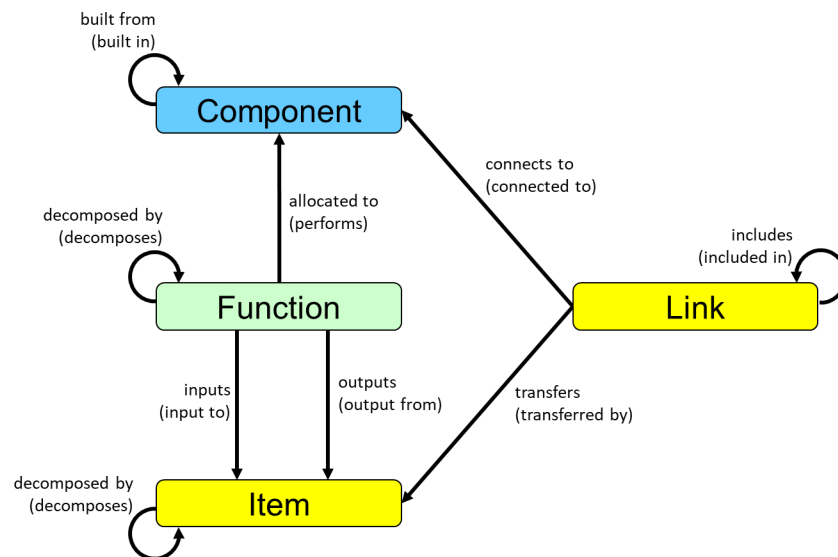 built from
(built in)
Component
connects to
(connected to)
allocated to
(performs)
decomposed by
(decomposes)
includes
(included in)
Function
Link
inputs
(input to)
outputs
(output from)
transfers
(transferred by)
decomposed by
(decomposes)
Item